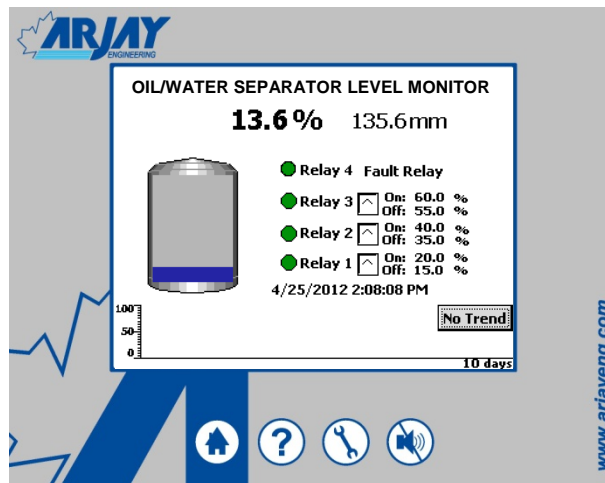 ARJAY
ENGINEERING
OIL/WATER SEPARATOR LEVEL MONITOR
13.6 % 135.6mm
Relay 4 Fault Relay
Relay 3 ^ On: 60.0 %
Off: 55.0 %
Relay 2 ^ On: 40.0 %
Off: 35.0 %
Relay 1 ^ On: 20.0 %
Off: 15.0 %
4/25/2012 2:08:08 PM
100
50
0
No Trend
10 days
?
www.arjayeng.com